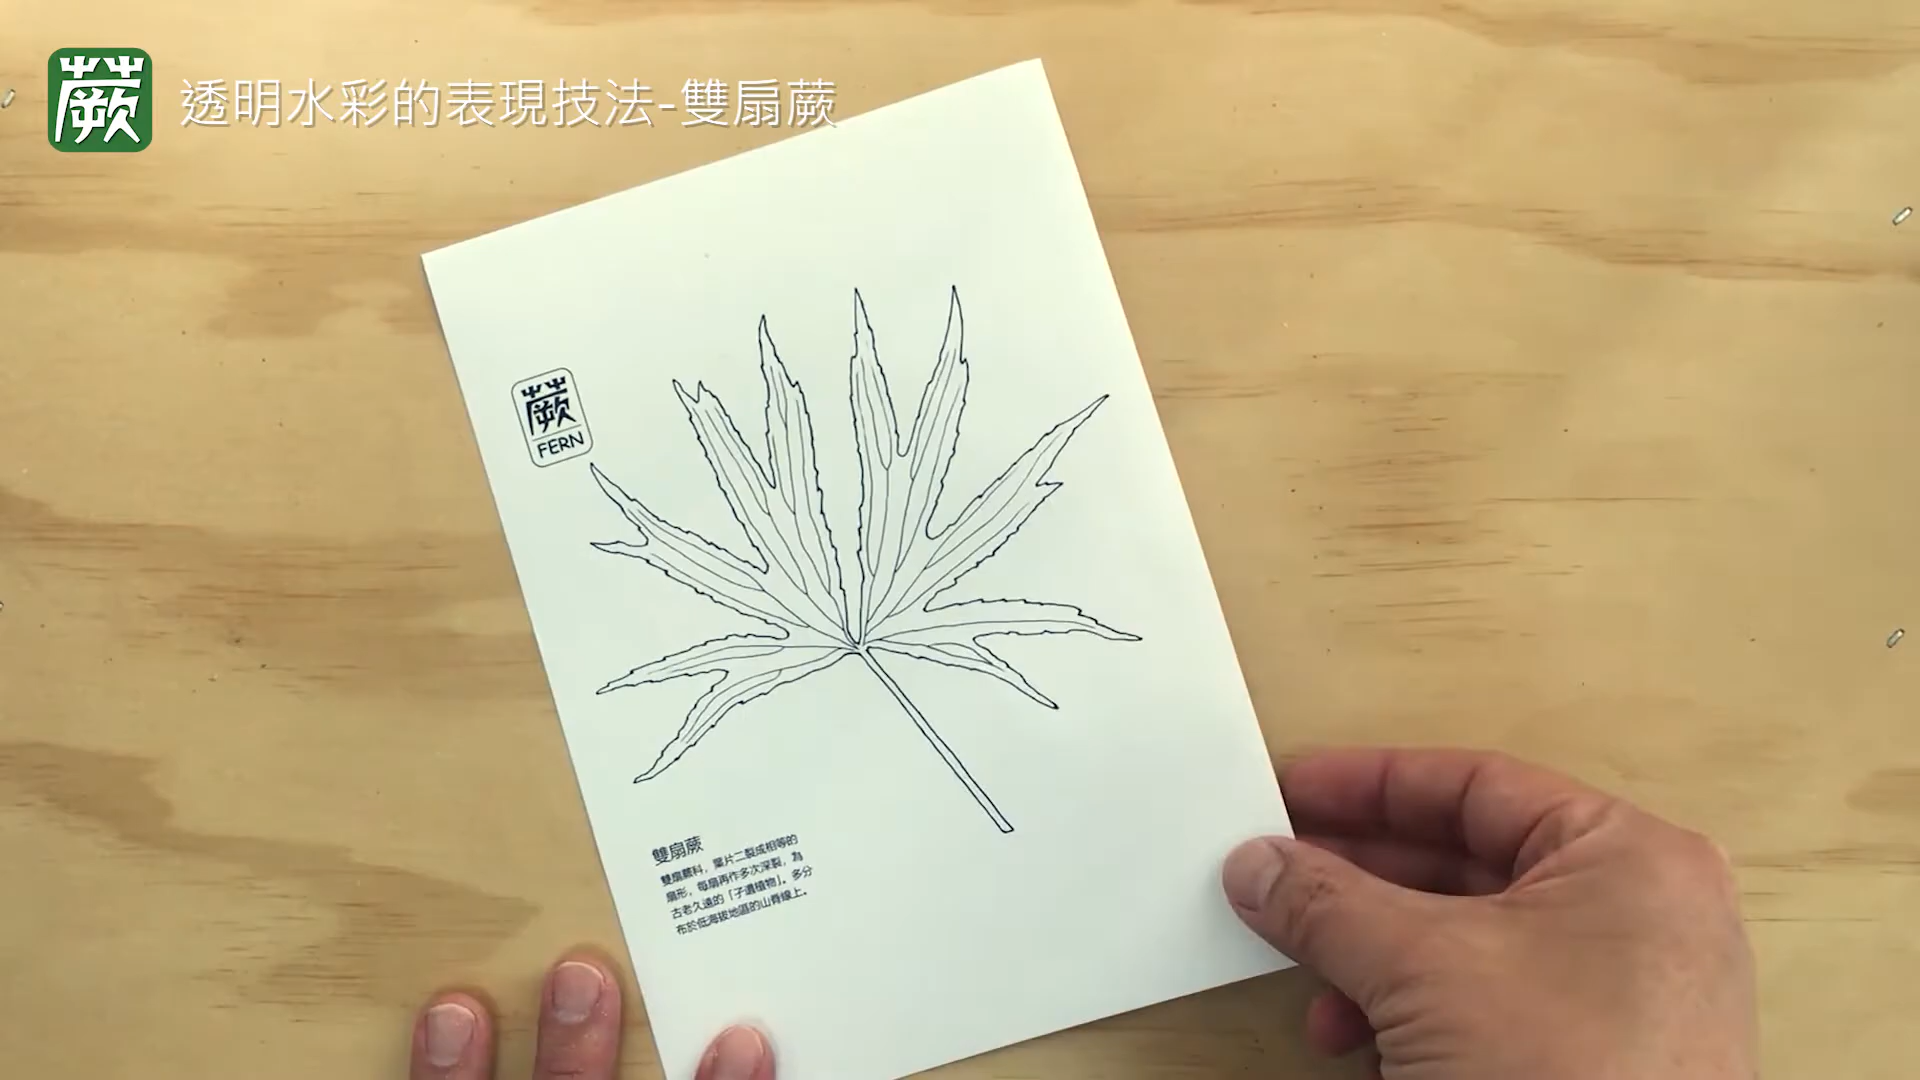 蕨
透明水彩的表現技法-雙扇蕨
蕨
FERN
雙扇蕨
雙扇蕨科，葉片二裂成相等的
扇形，每扇再作多次深裂，為
古老久遠的「孑遺植物」。多分
布於低海拔地區的山脊線上。